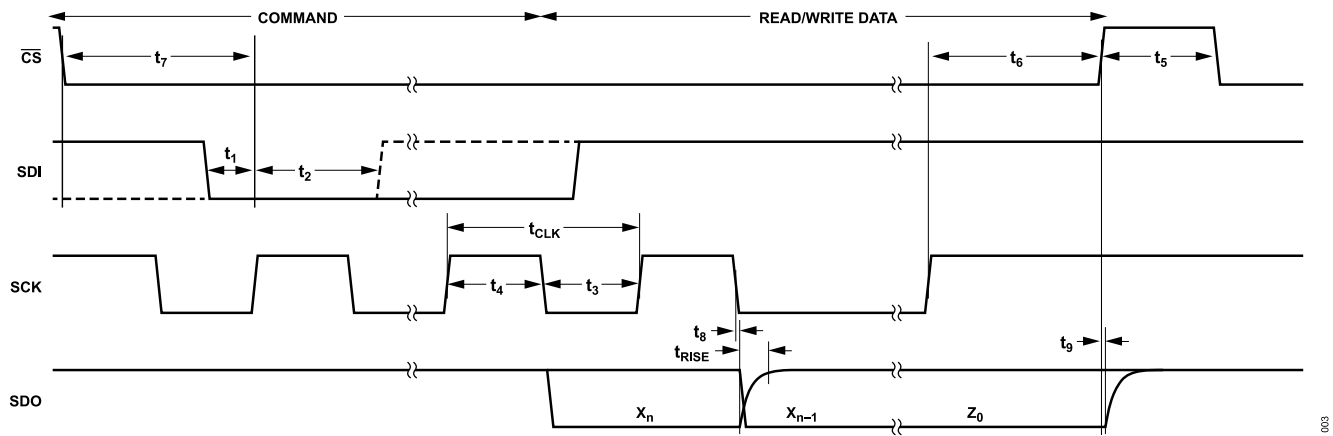 COMMAND READ/WRITE DATA
CS t7 t6 t5
SDI t1 t2
tCLK
SCK t4 t3
t8
tRISE t9
SDO Xn Xn–1 Z0
003